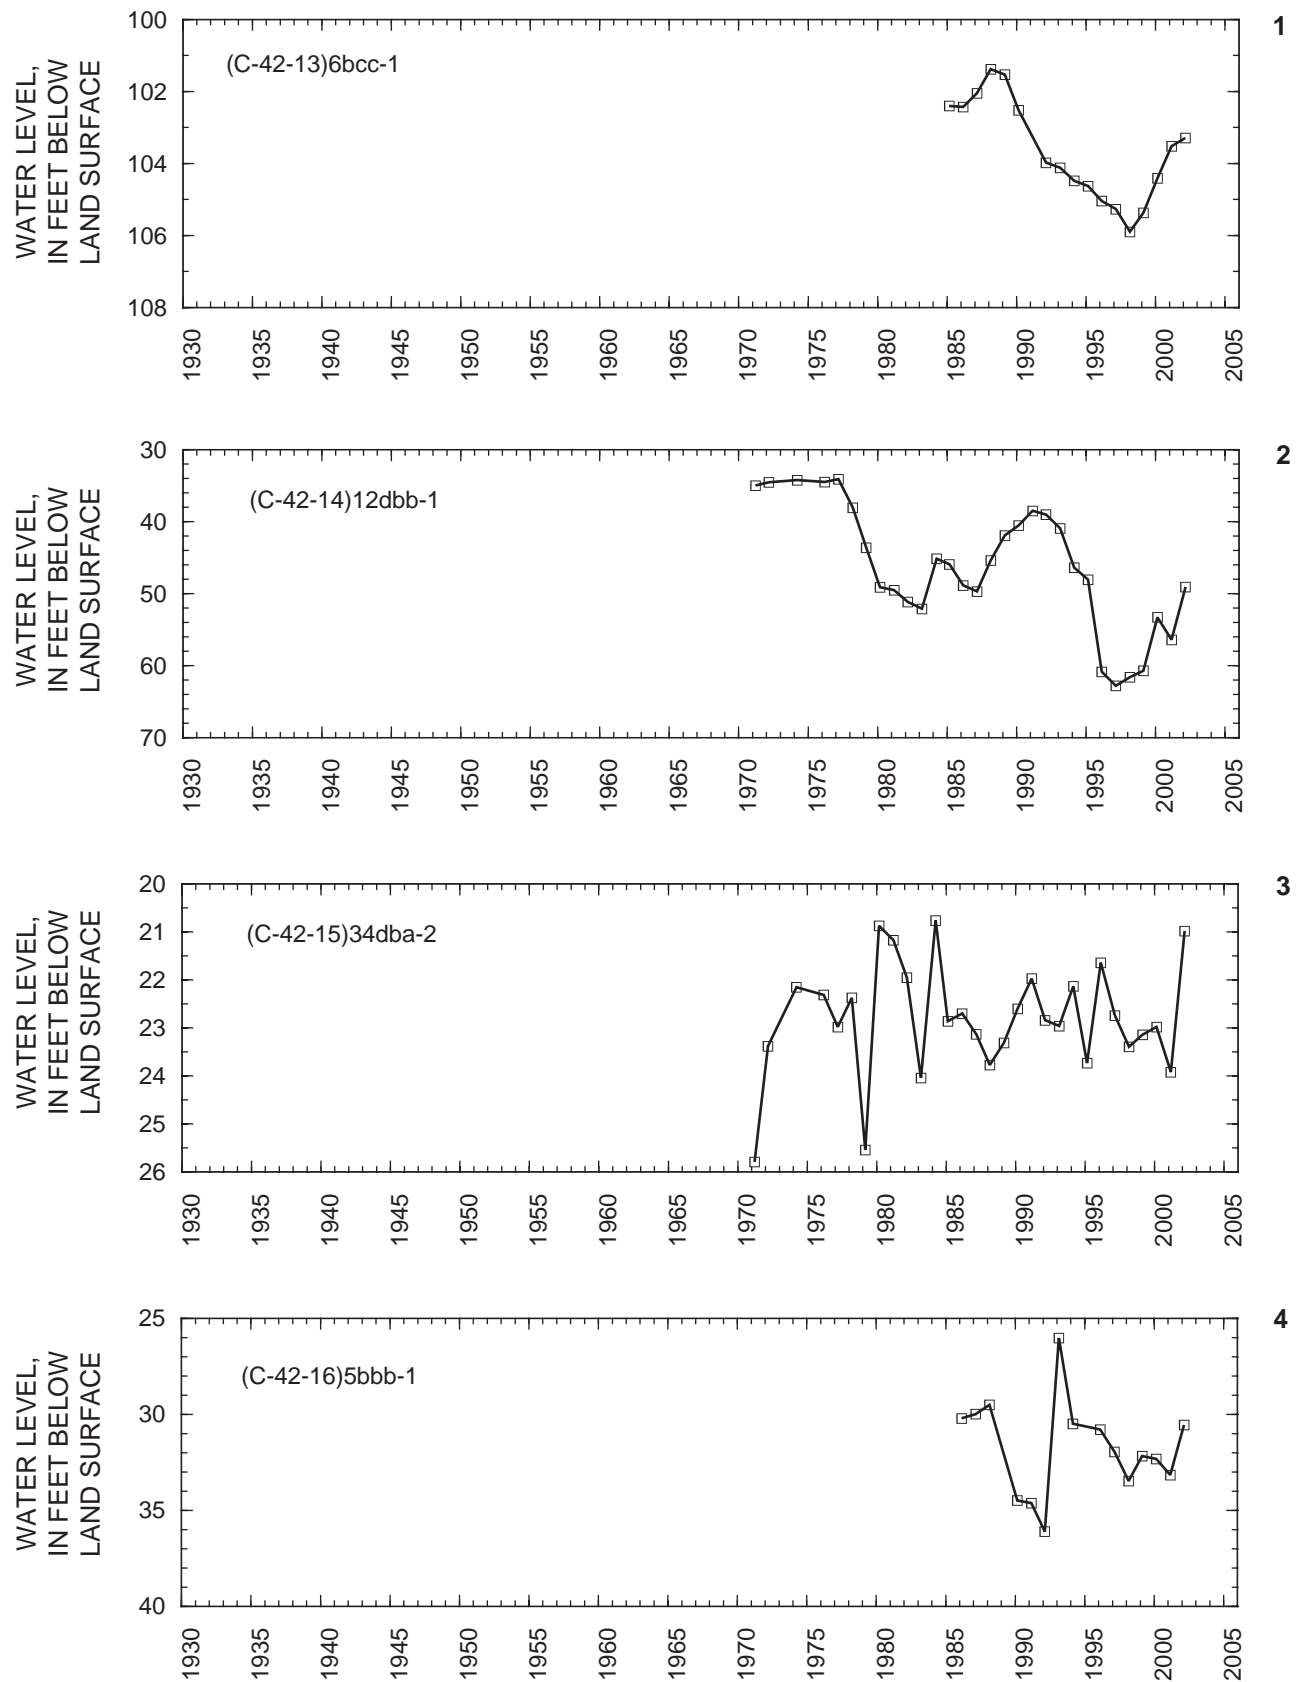 1
WATER LEVEL,
IN FEET BELOW
LAND SURFACE
100
102
104
106
108
(C-42-13)6bcc-1
1930 1935 1940 1945 1950 1955 1960 1965 1970 1975 1980 1985 1990 1995 2000 2005
2
WATER LEVEL,
IN FEET BELOW
LAND SURFACE
30
40
50
60
70
(C-42-14)12dbb-1
1930 1935 1940 1945 1950 1955 1960 1965 1970 1975 1980 1985 1990 1995 2000 2005
3
WATER LEVEL,
IN FEET BELOW
LAND SURFACE
20
21
22
23
24
25
26
(C-42-15)34dba-2
1930 1935 1940 1945 1950 1955 1960 1965 1970 1975 1980 1985 1990 1995 2000 2005
4
WATER LEVEL,
IN FEET BELOW
LAND SURFACE
25
30
35
40
(C-42-16)5bbb-1
1930 1935 1940 1945 1950 1955 1960 1965 1970 1975 1980 1985 1990 1995 2000 2005